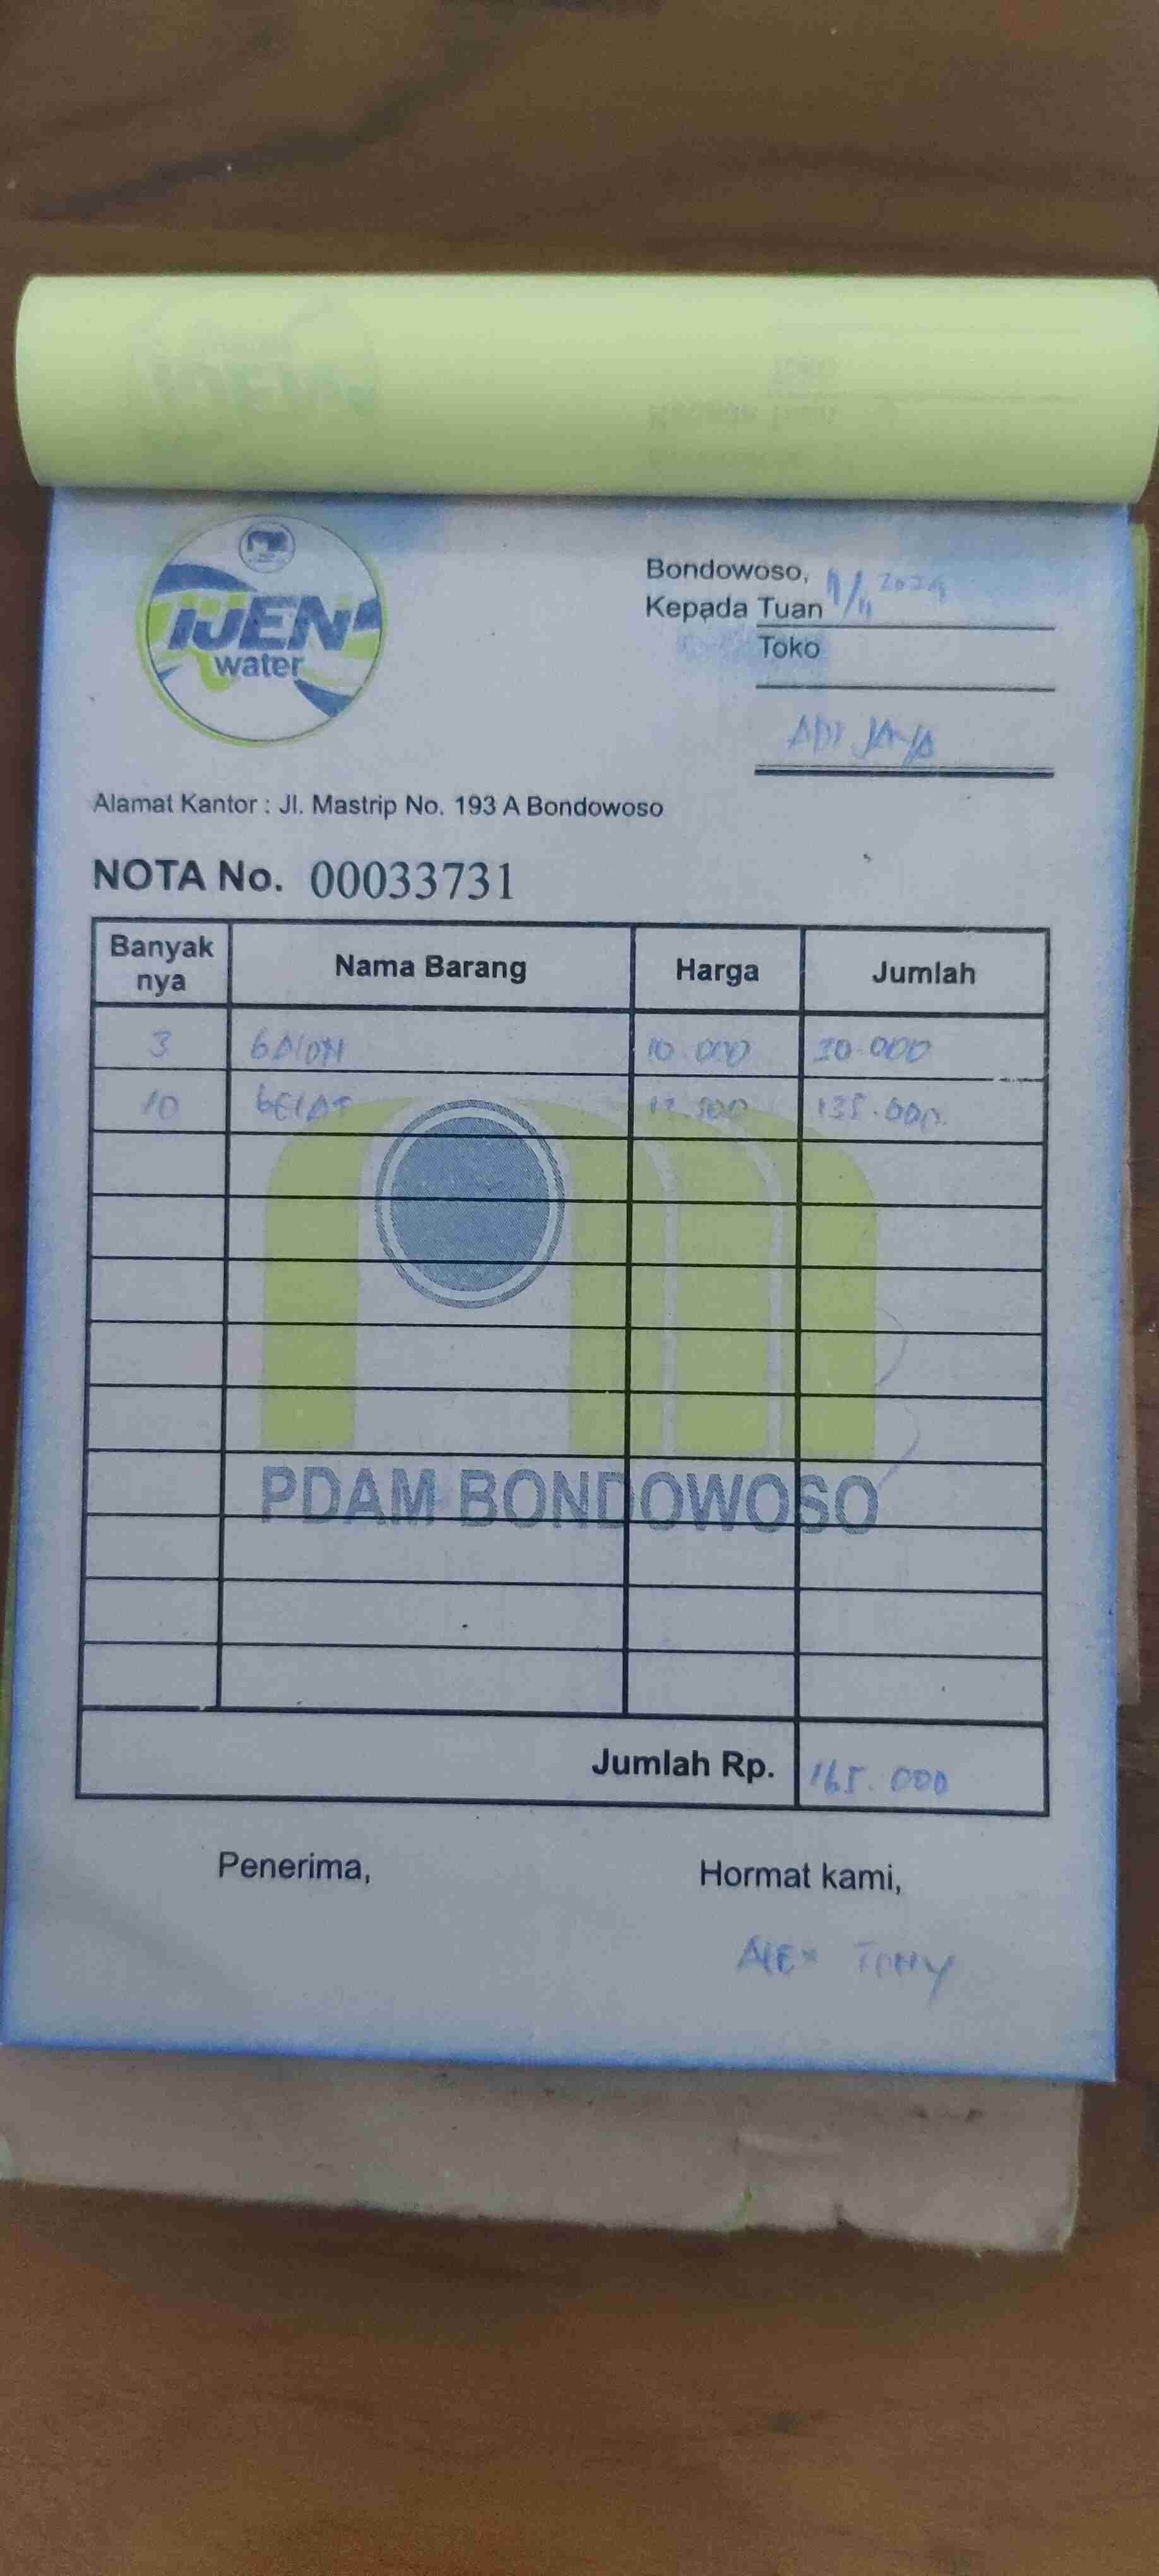 IJEN
water
Bondowoso, 2024
Kepada Tuan
Toko
ADI JAYA
Alamat Kantor : Jl. Mastrip No. 193 A Bondowoso
NOTA No. 00033731
Banyak nya Nama Barang Harga Jumlah
3 GALON 10.000 30.000
10 GELAS 13.500 135.000
PDAM BONDOWOSO
Jumlah Rp. 165.000
Penerima, Hormat kami,
ALEX TONY